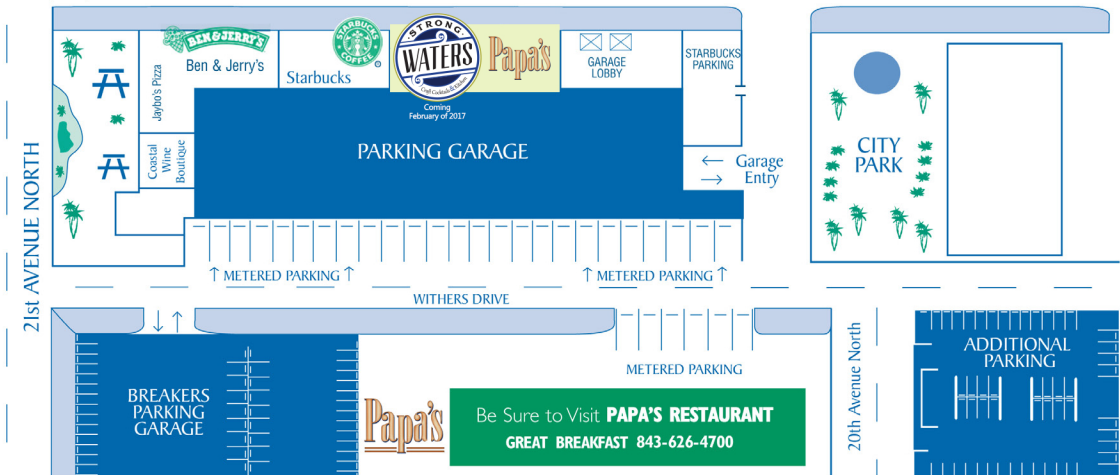 BEN & JERRY'S
Ben & Jerry's
STARBUCKS
COFFEE
®
Starbucks
STRONG
WATERS
Craft Cocktails & Kitchen
Coming
February of 2017
Papa's
GARAGE
LOBBY
STARBUCKS
PARKING
Jaybo's Pizza
Coastal
Wine
Boutique
PARKING GARAGE
Garage
Entry
CITY
PARK
21st AVENUE NORTH
METERED PARKING
METERED PARKING
WITHERS DRIVE
METERED PARKING
BREAKERS
PARKING
GARAGE
Papa's
Be Sure to Visit PAPA'S RESTAURANT
GREAT BREAKFAST 843-626-4700
20th Avenue North
ADDITIONAL
PARKING